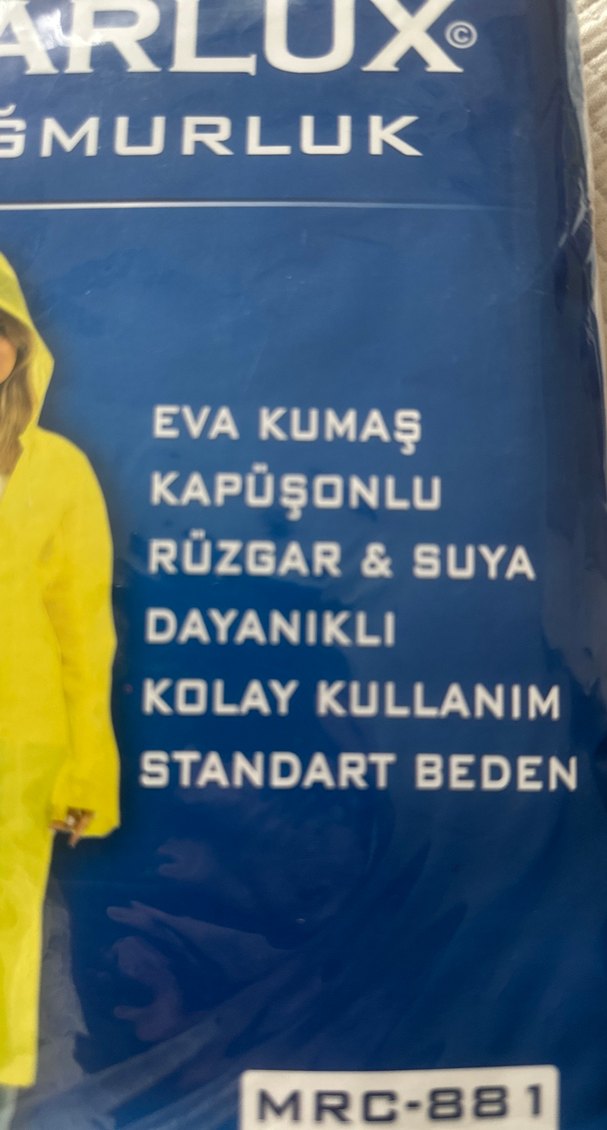 ARLUX©
ĞMURLUK
EVA KUMAŞ
KAPÜŞONLU
RÜZGAR & SUYA
DAYANIKLI
KOLAY KULLANIM
STANDART BEDEN
MRC-881